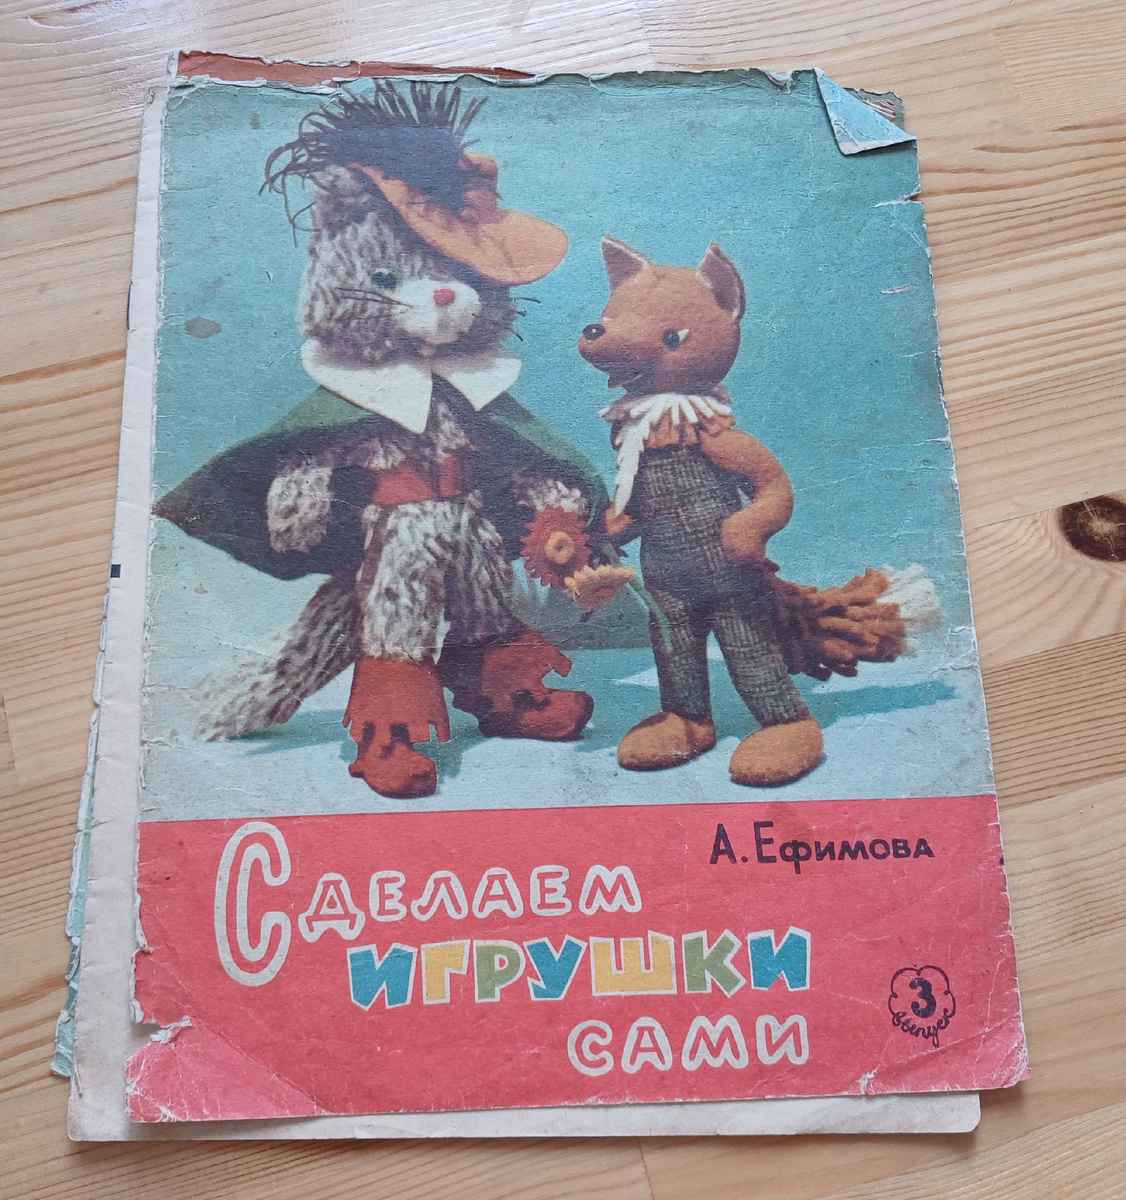 А. Ефимова
Сделаем
игрушки
сами
3
выпуск